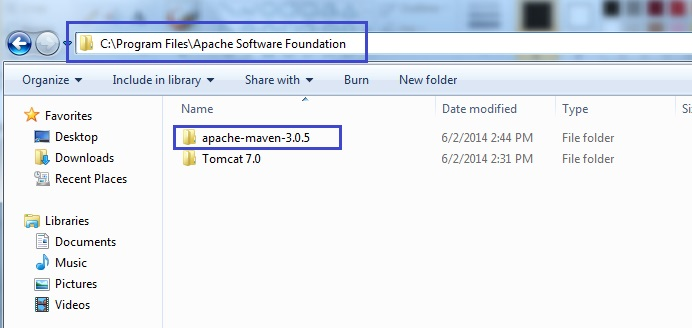 C:\Program Files\Apache Software Foundation
Organize Include in library Share with Burn New folder
Name Date modified Type Si
Favorites
Desktop
Downloads
Recent Places
Libraries
Documents
Music
Pictures
Videos
apache-maven-3.0.5 6/2/2014 2:44 PM File folder
Tomcat 7.0 6/2/2014 2:31 PM File folder